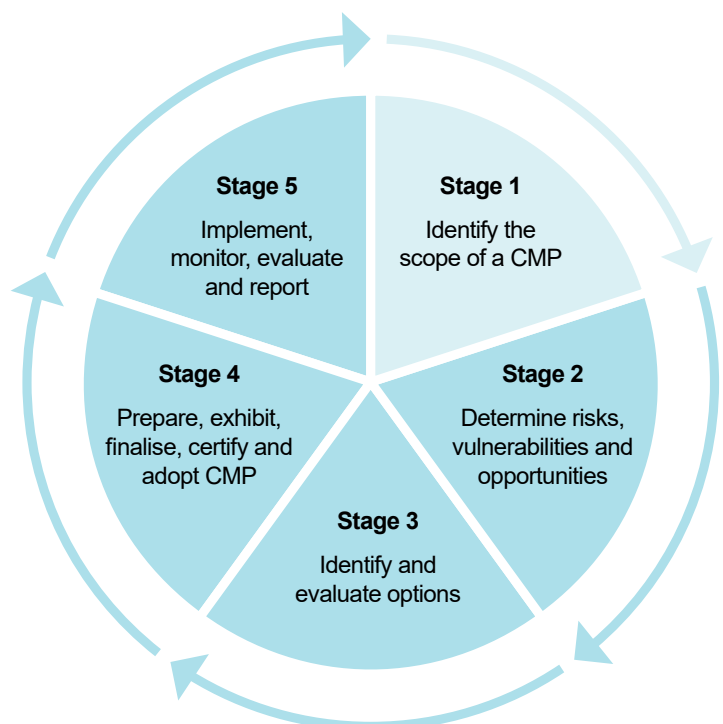 Stage 1
Identify the
scope of a CMP
Stage 2
Determine risks,
vulnerabilities and
opportunities
Stage 3
Identify and
evaluate options
Stage 4
Prepare, exhibit,
finalise, certify and
adopt CMP
Stage 5
Implement,
monitor, evaluate
and report